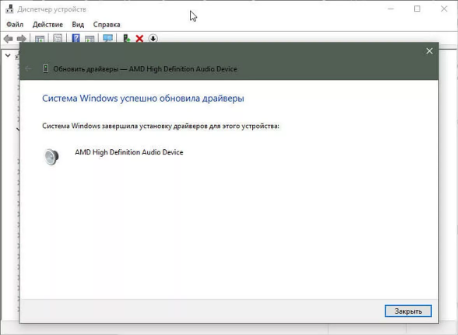 Диспетчер устройств
Файл Действие Вид Справка
Обновить драйверы — AMD High Definition Audio Device
Система Windows успешно обновила драйверы
Система Windows завершила установку драйверов для этого устройства:
AMD High Definition Audio Device
Закрыть